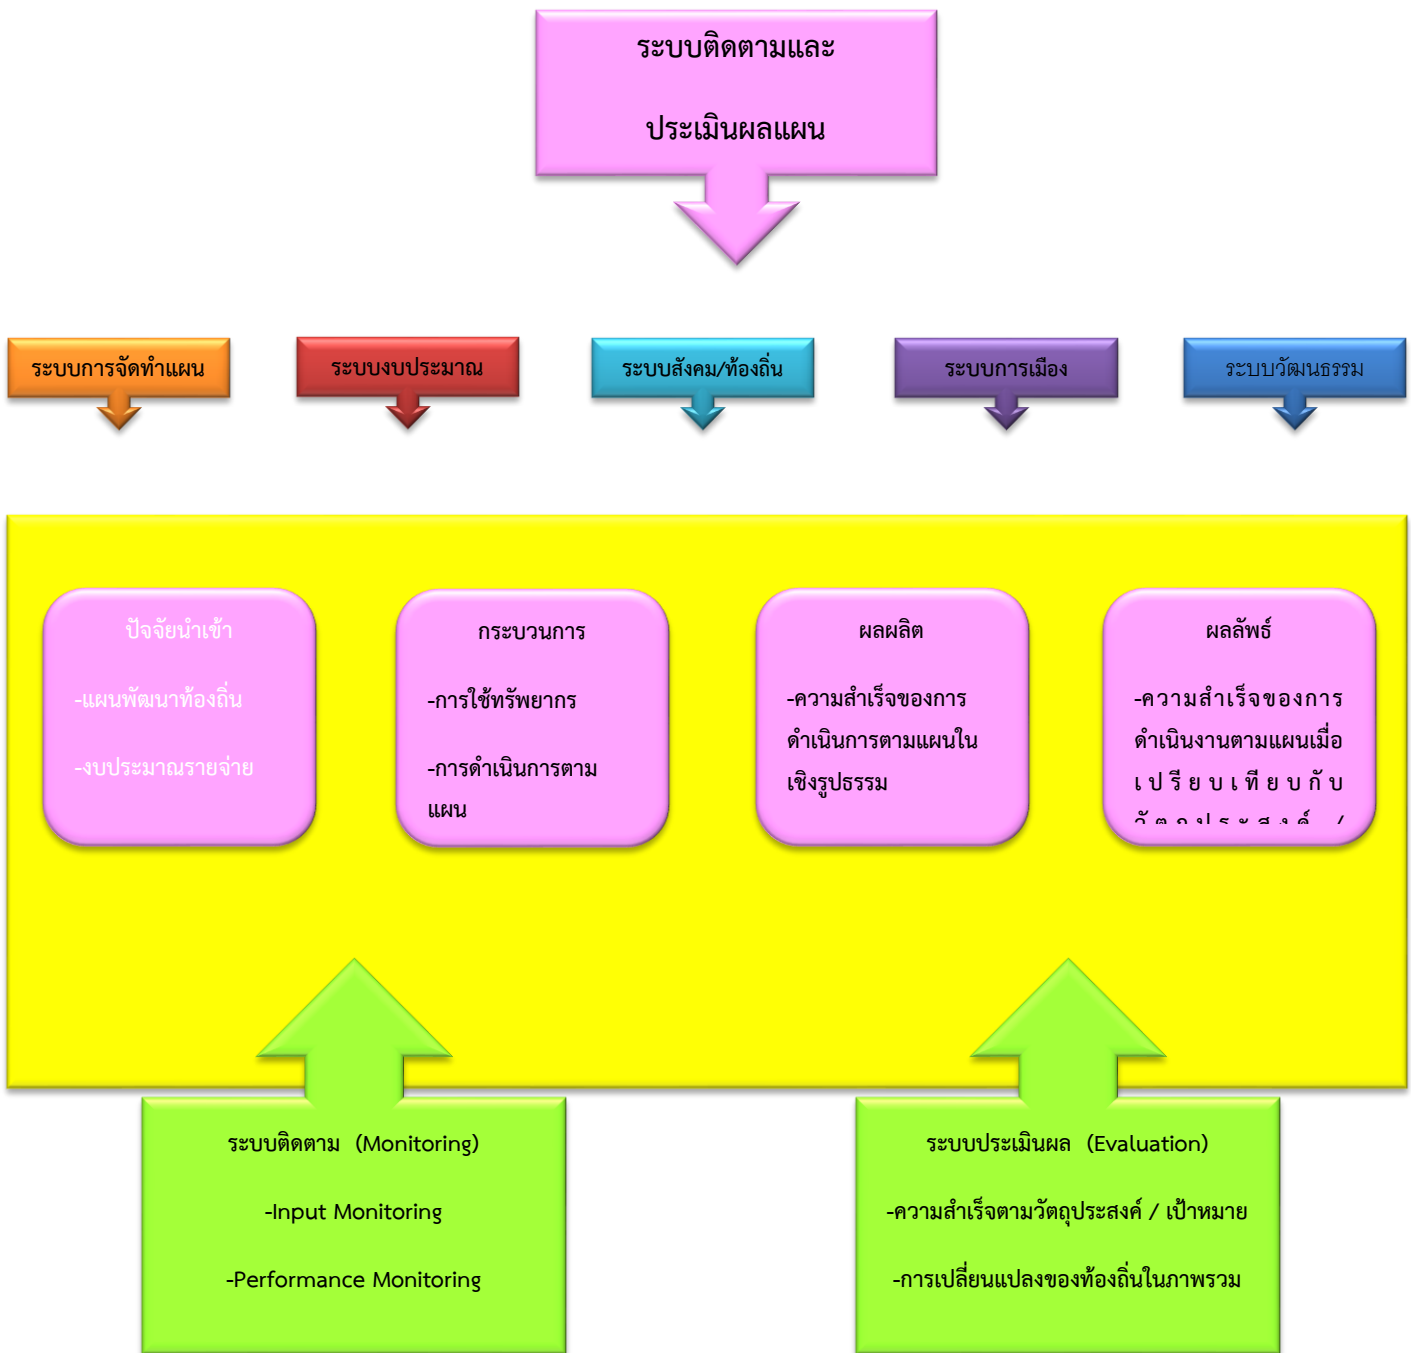 ระบบติดตามและ
ประเมินผลแผน
ระบบการจัดทำแผน
ระบบงบประมาณ
ระบบสังคม/ท้องถิ่น
ระบบการเมือง
ระบบวัฒนธรรม
ปัจจัยนำเข้า
-แผนพัฒนาท้องถิ่น
-งบประมาณรายจ่าย
กระบวนการ
-การใช้ทรัพยากร
-การดำเนินการตาม
แผน
ผลผลิต
-ความสำเร็จของการ
ดำเนินการตามแผนใน
เชิงรูปธรรม
ผลลัพธ์
-ความสำเร็จของการ
ดำเนินงานตามแผนเมื่อ
เปรียบเทียบกับ
วัตถุประสงค์ /
ระบบติดตาม (Monitoring)
-Input Monitoring
-Performance Monitoring
ระบบประเมินผล (Evaluation)
-ความสำเร็จตามวัตถุประสงค์ / เป้าหมาย
-การเปลี่ยนแปลงของท้องถิ่นในภาพรวม